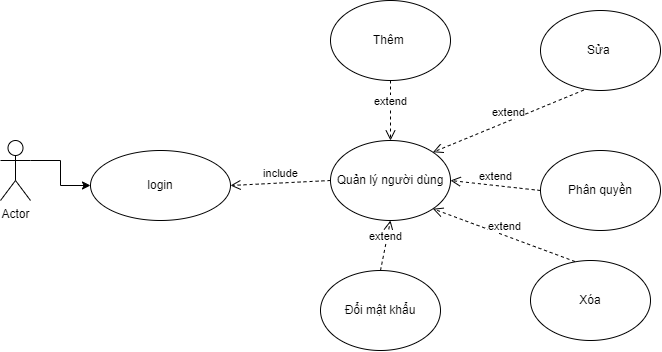 Thêm
Sửa
extend
extend
login
include
Quản lý người dùng
extend
Phân quyền
Actor
extend
extend
Đổi mật khẩu
Xóa